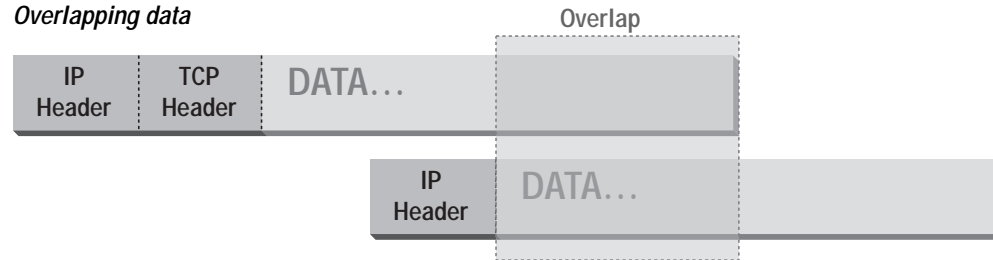 Overlapping data
Overlap
IP
Header
TCP
Header
DATA...
IP
Header
DATA...